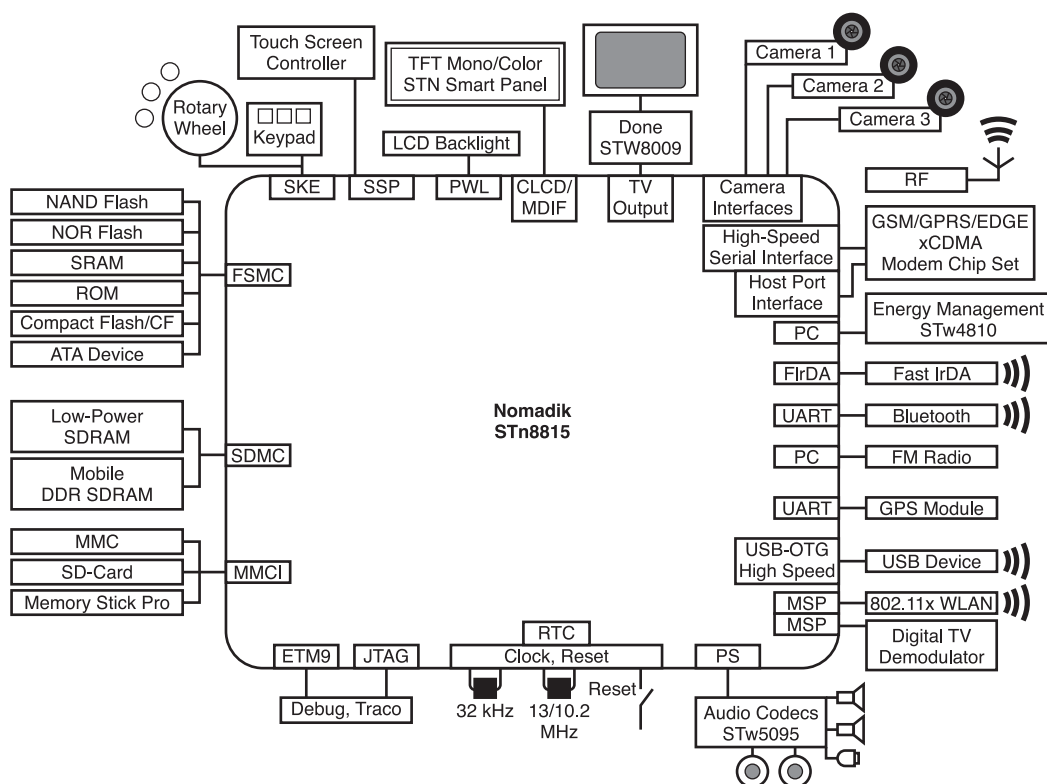 Touch Screen
Controller
TFT Mono/Color
STN Smart Panel
Camera 1
Camera 2
Camera 3
Rotary
Wheel
Keypad
LCD Backlight
Done
STW8009
RF
SKE
SSP
PWL
CLCD/
MDIF
TV
Output
Camera
Interfaces
NAND Flash
NOR Flash
SRAM
ROM
Compact Flash/CF
ATA Device
FSMC
High-Speed
Serial Interface
Host Port
Interface
GSM/GPRS/EDGE
xCDMA
Modem Chip Set
PC
Energy Management
STw4810
FIrDA
Fast IrDA
Nomadik
STn8815
UART
Bluetooth
Low-Power
SDRAM
Mobile
DDR SDRAM
SDMC
PC
FM Radio
UART
GPS Module
MMC
SD-Card
Memory Stick Pro
MMCI
USB-OTG
High Speed
USB Device
MSP
802.11x WLAN
MSP
Digital TV
Demodulator
ETM9
JTAG
RTC
Clock, Reset
PS
Debug, Traco
32 kHz
13/10.2
MHz
Reset
Audio Codecs
STw5095